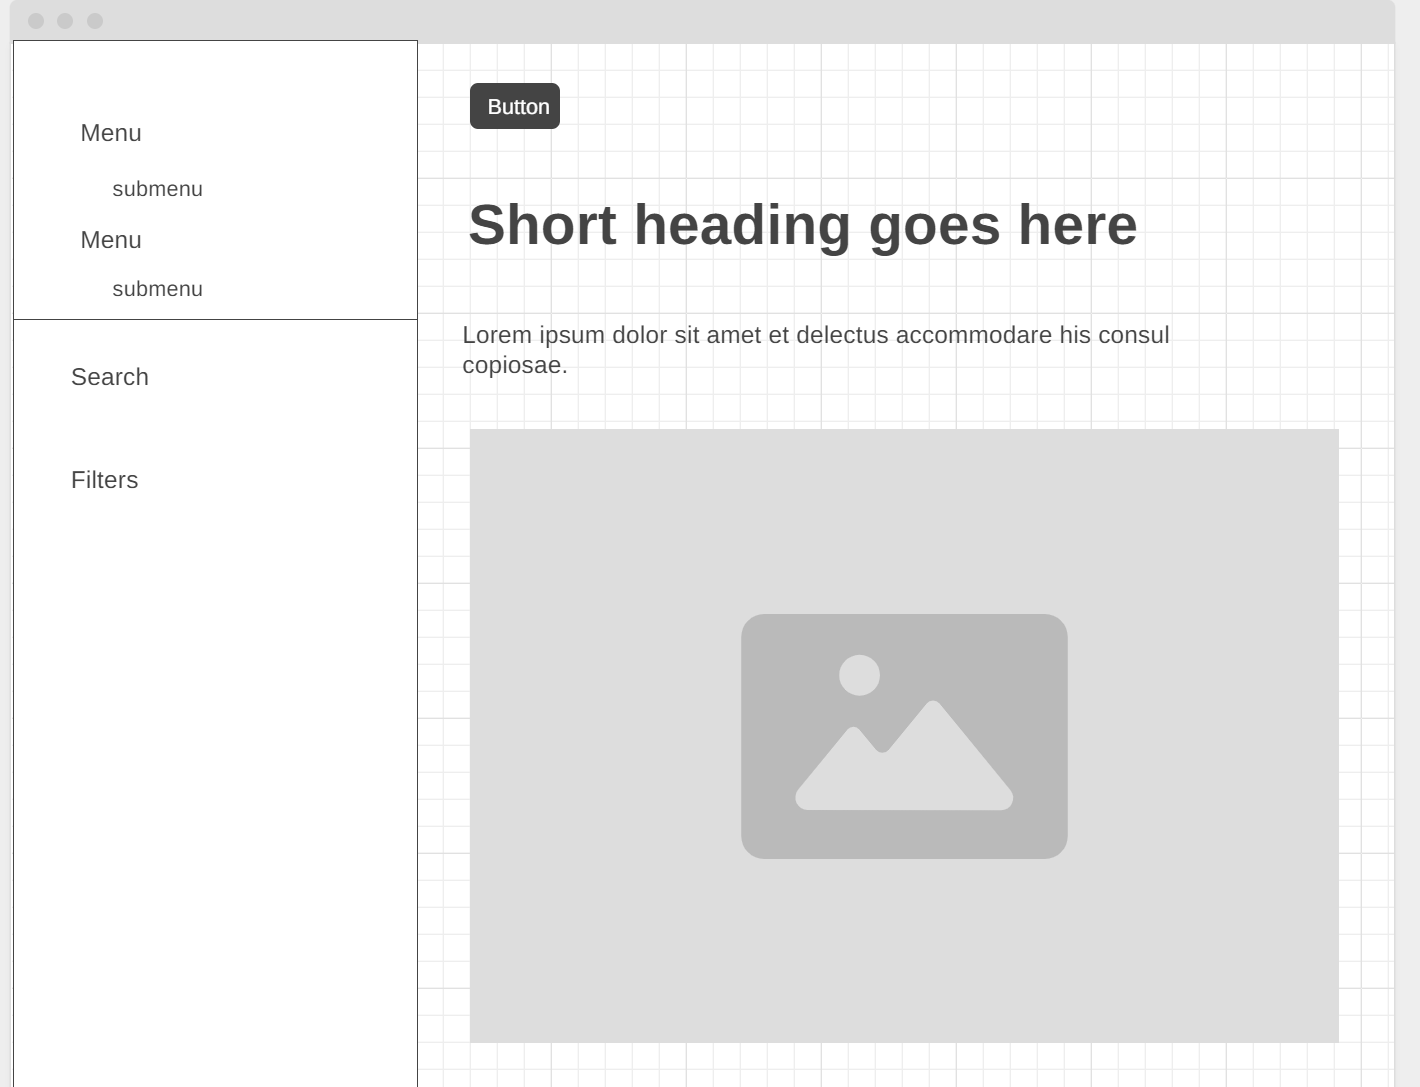 Menu
submenu
Menu
submenu
Search
Filters
Button
Short heading goes here
Lorem ipsum dolor sit amet et delectus accommodare his consul
copiosae.